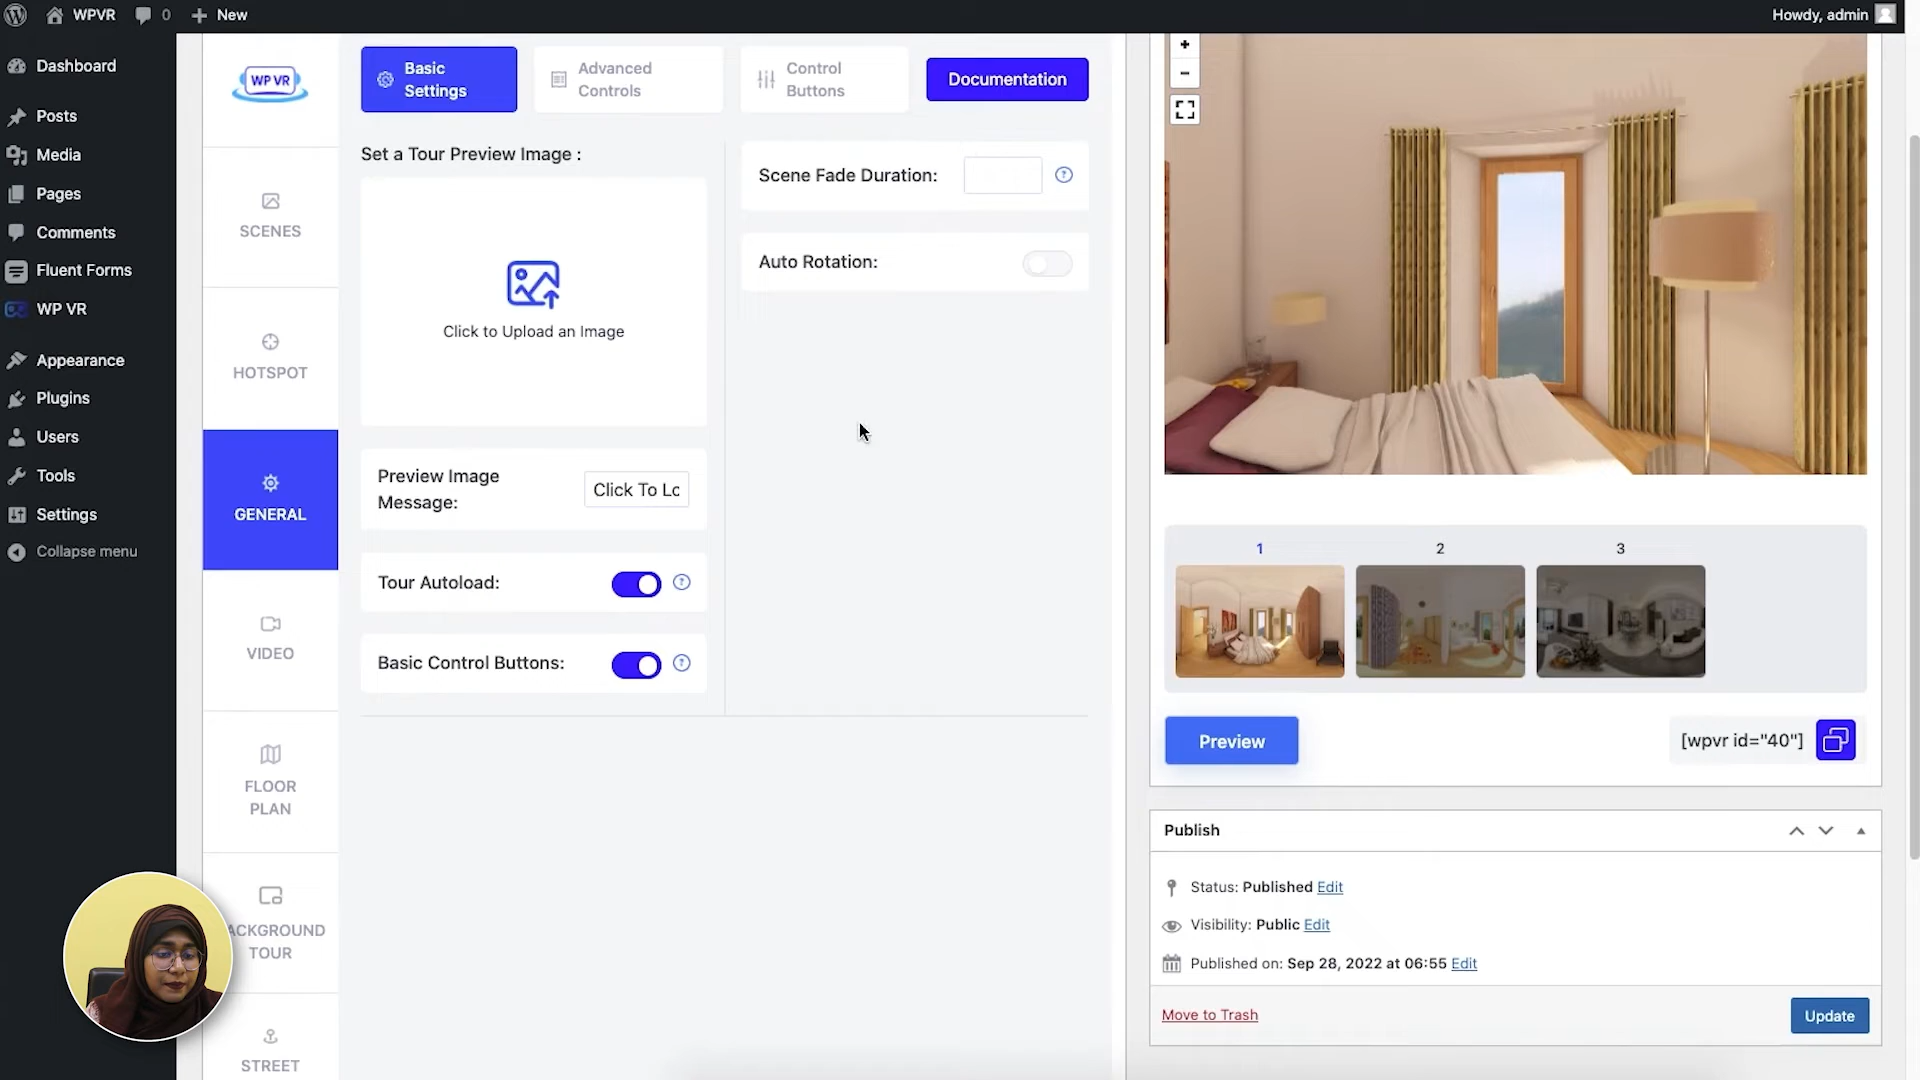 WPVR
0
New
Howdy, admin
Dashboard
Posts
Media
Pages
Comments
Fluent Forms
WP VR
Appearance
Plugins
Users
Tools
Settings
Collapse menu
WP VR
SCENES
HOTSPOT
GENERAL
VIDEO
FLOOR
PLAN
ACKGROUND
TOUR
STREET
Basic
Settings
Advanced
Controls
Control
Buttons
Documentation
Set a Tour Preview Image :
Click to Upload an Image
Preview Image
Message:
Click To Lo
Tour Autoload:
?
Basic Control Buttons:
?
Scene Fade Duration:
?
Auto Rotation:
+
-
1
2
3
Preview
[wpvr id="40"]
Publish
Status: Published Edit
Visibility: Public Edit
Published on: Sep 28, 2022 at 06:55 Edit
Move to Trash
Update